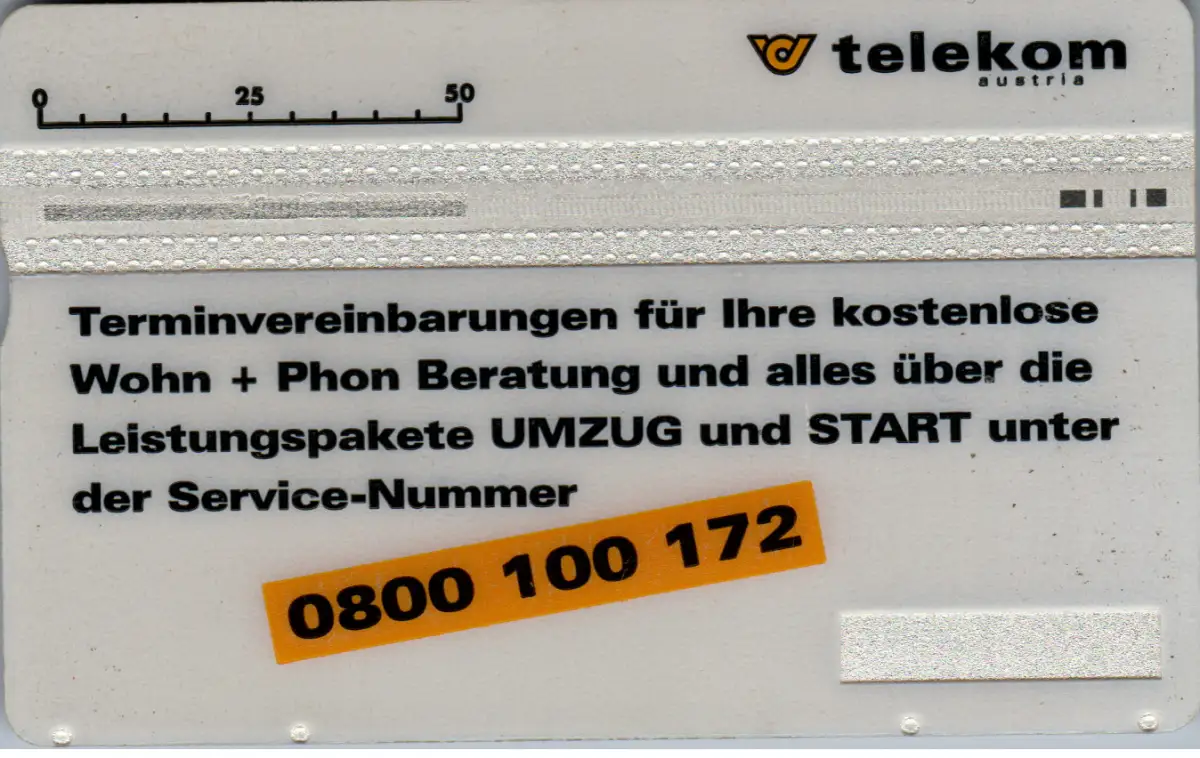 telekom
austria
0 25 50
Terminvereinbarungen für Ihre kostenlose
Wohn + Phon Beratung und alles über die
Leistungspakete UMZUG und START unter
der Service-Nummer
0800 100 172